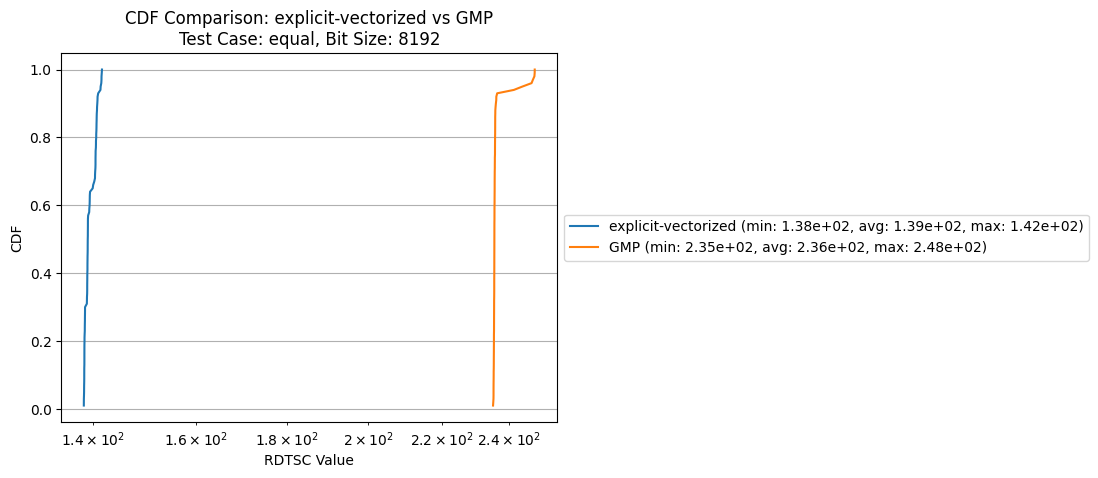 CDF Comparison: explicit-vectorized vs GMP
Test Case: equal, Bit Size: 8192
1.0
0.8
0.6
0.4
0.2
0.0
CDF
1.4 × 10²
1.6 × 10²
1.8 × 10²
2 × 10²
2.2 × 10²
2.4 × 10²
RDTSC Value
explicit-vectorized (min: 1.38e+02, avg: 1.39e+02, max: 1.42e+02)
GMP (min: 2.35e+02, avg: 2.36e+02, max: 2.48e+02)